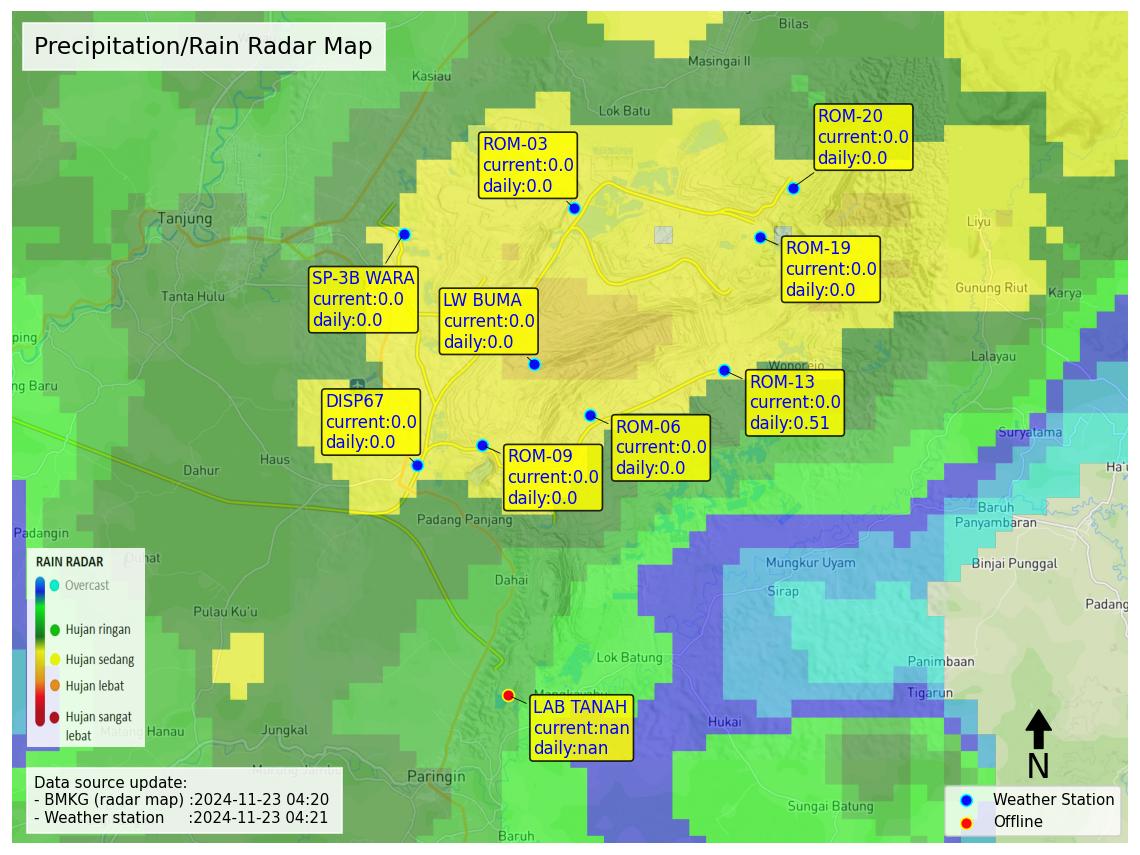 Precipitation/Rain Radar Map
Bilas
Masingai II
Kasiau
Lok Batu
ROM-20
current:0.0
daily:0.0
ROM-03
current:0.0
daily:0.0
Tanjung
Liyu
ROM-19
current:0.0
daily:0.0
SP-3B WARA
current:0.0
daily:0.0
Tanta Hulu
Gunung Riut
Karya
LW BUMA
current:0.0
daily:0.0
ping
Lalayau
Wonorejo
ng Baru
ROM-13
current:0.0
daily:0.51
DISP67
current:0.0
daily:0.0
ROM-06
current:0.0
daily:0.0
Suryatama
ROM-09
current:0.0
daily:0.0
Haus
Dahur
Ha'u
Baruh
Panyambaran
Padang Panjang
Padangin
RAIN RADAR
Overcast
Hujan ringan
Hujan sedang
Hujan lebat
Hujan sangat
lebat
Mungkur Uyam
Binjai Punggal
Dahai
Sirap
Padang
Pulau Ku'u
Lok Batung
Panimbaan
Tigarun
Mangkayahu
LAB TANAH
current:nan
daily:nan
Hukai
Manau
Jungkal
N
Paringin
Data source update:
- BMKG (radar map) :2024-11-23 04:20
- Weather station :2024-11-23 04:21
Sungai Batung
Baruh
Weather Station
Offline